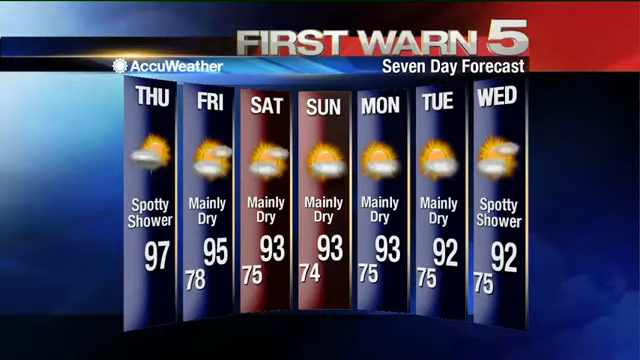 FIRST WARN 5
AccuWeather
Seven Day Forecast
THU
Spotty
Shower
97
FRI
Mainly
Dry
95
78
SAT
Mainly
Dry
93
75
SUN
Mainly
Dry
93
74
MON
Mainly
Dry
93
75
TUE
Mainly
Dry
92
75
WED
Spotty
Shower
92
75